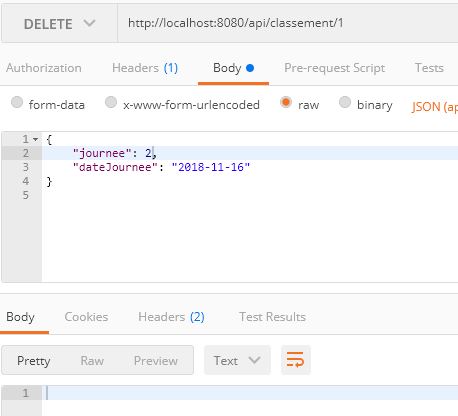 DELETE http://localhost:8080/api/classement/1
Authorization Headers (1) Body Pre-request Script Tests
form-data x-www-form-urlencoded raw binary JSON (ap
1 {
2 "journee": 2,
3 "dateJournee": "2018-11-16"
4 }
5
Body Cookies Headers (2) Test Results
Pretty Raw Preview Text
1